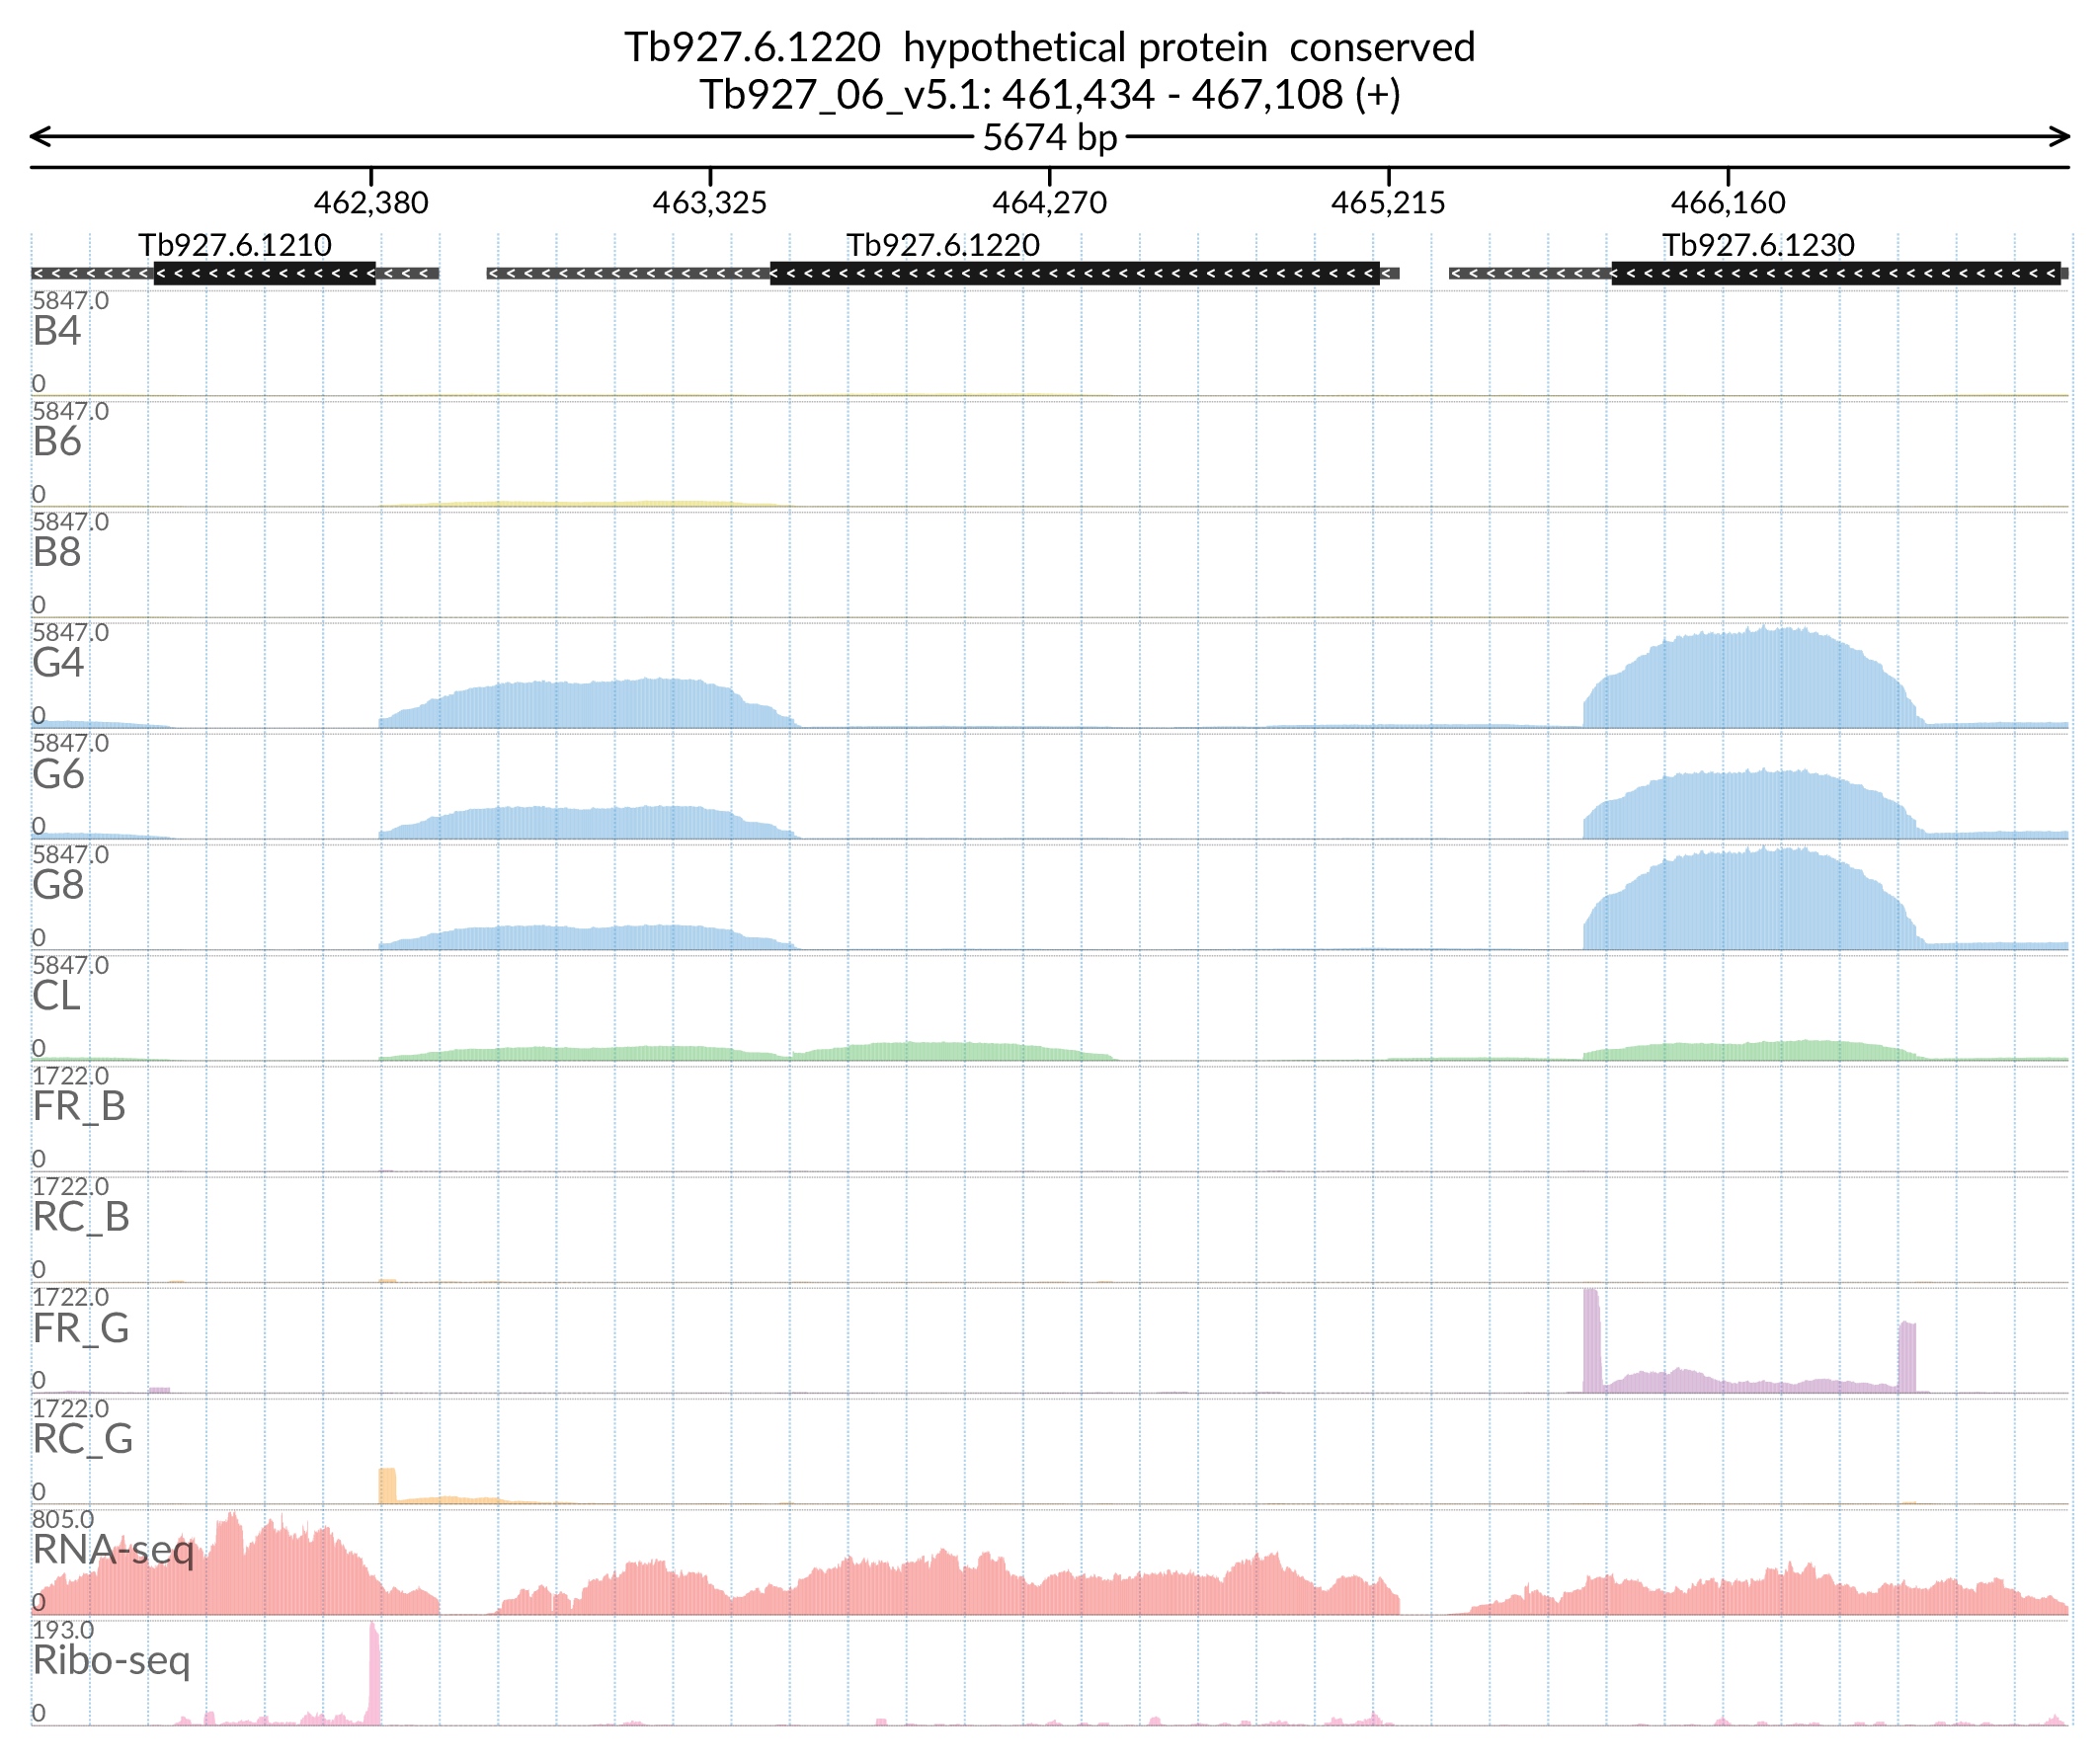 Tb927.6.1220  hypothetical protein  conserved
Tb927_06_v5.1: 461,434 - 467,108 (+)
5674 bp
462,380 463,325 464,270 465,215 466,160
Tb927.6.1210 Tb927.6.1220 Tb927.6.1230
5847.0
B4
0
5847.0
B6
0
5847.0
B8
0
5847.0
G4
0
5847.0
G6
0
5847.0
G8
0
5847.0
CL
0
1722.0
FR_B
0
1722.0
RC_B
0
1722.0
FR_G
0
1722.0
RC_G
0
805.0
RNA-seq
0
193.0
Ribo-seq
0